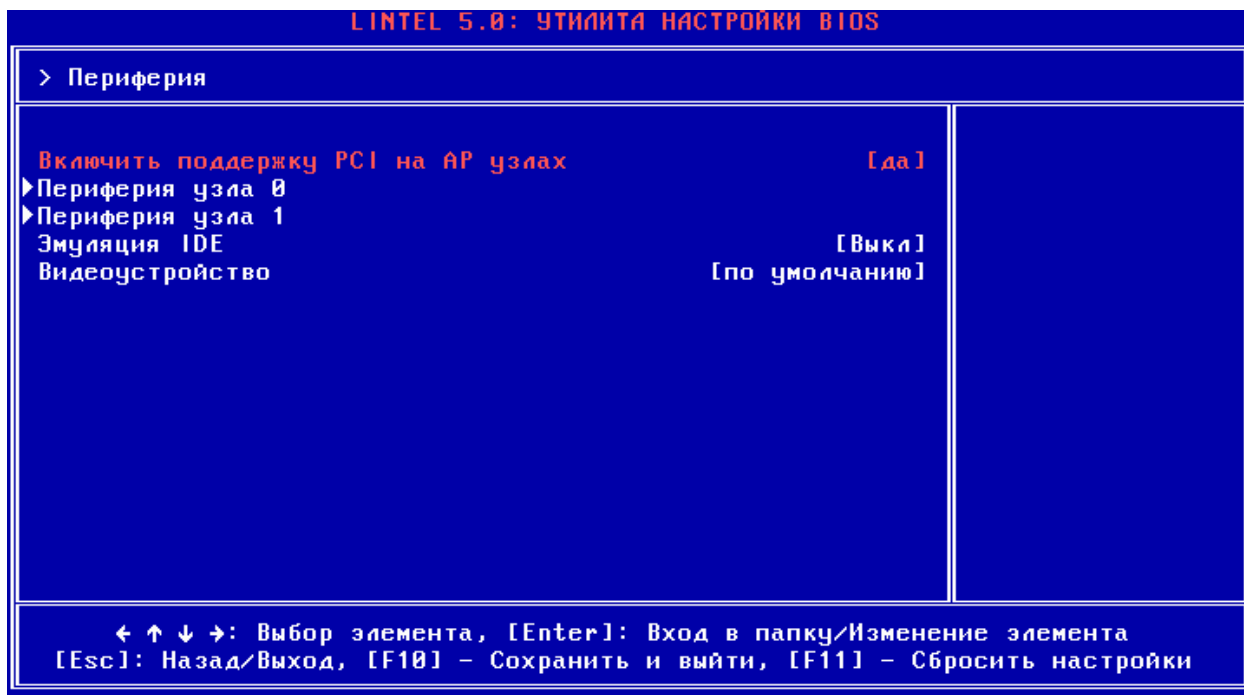 LINTEL 5.0: УТИЛИТА НАСТРОЙКИ BIOS
> Периферия
Включить поддержку PCI на AP узлах [да]
Периферия узла 0
Периферия узла 1
Эмуляция IDE [Выкл]
Видеоустройство [по умолчанию]
← ↑ ↓ →: Выбор элемента, [Enter]: Вход в папку/Изменение элемента
[Esc]: Назад/Выход, [F10] - Сохранить и выйти, [F11] - Сбросить настройки